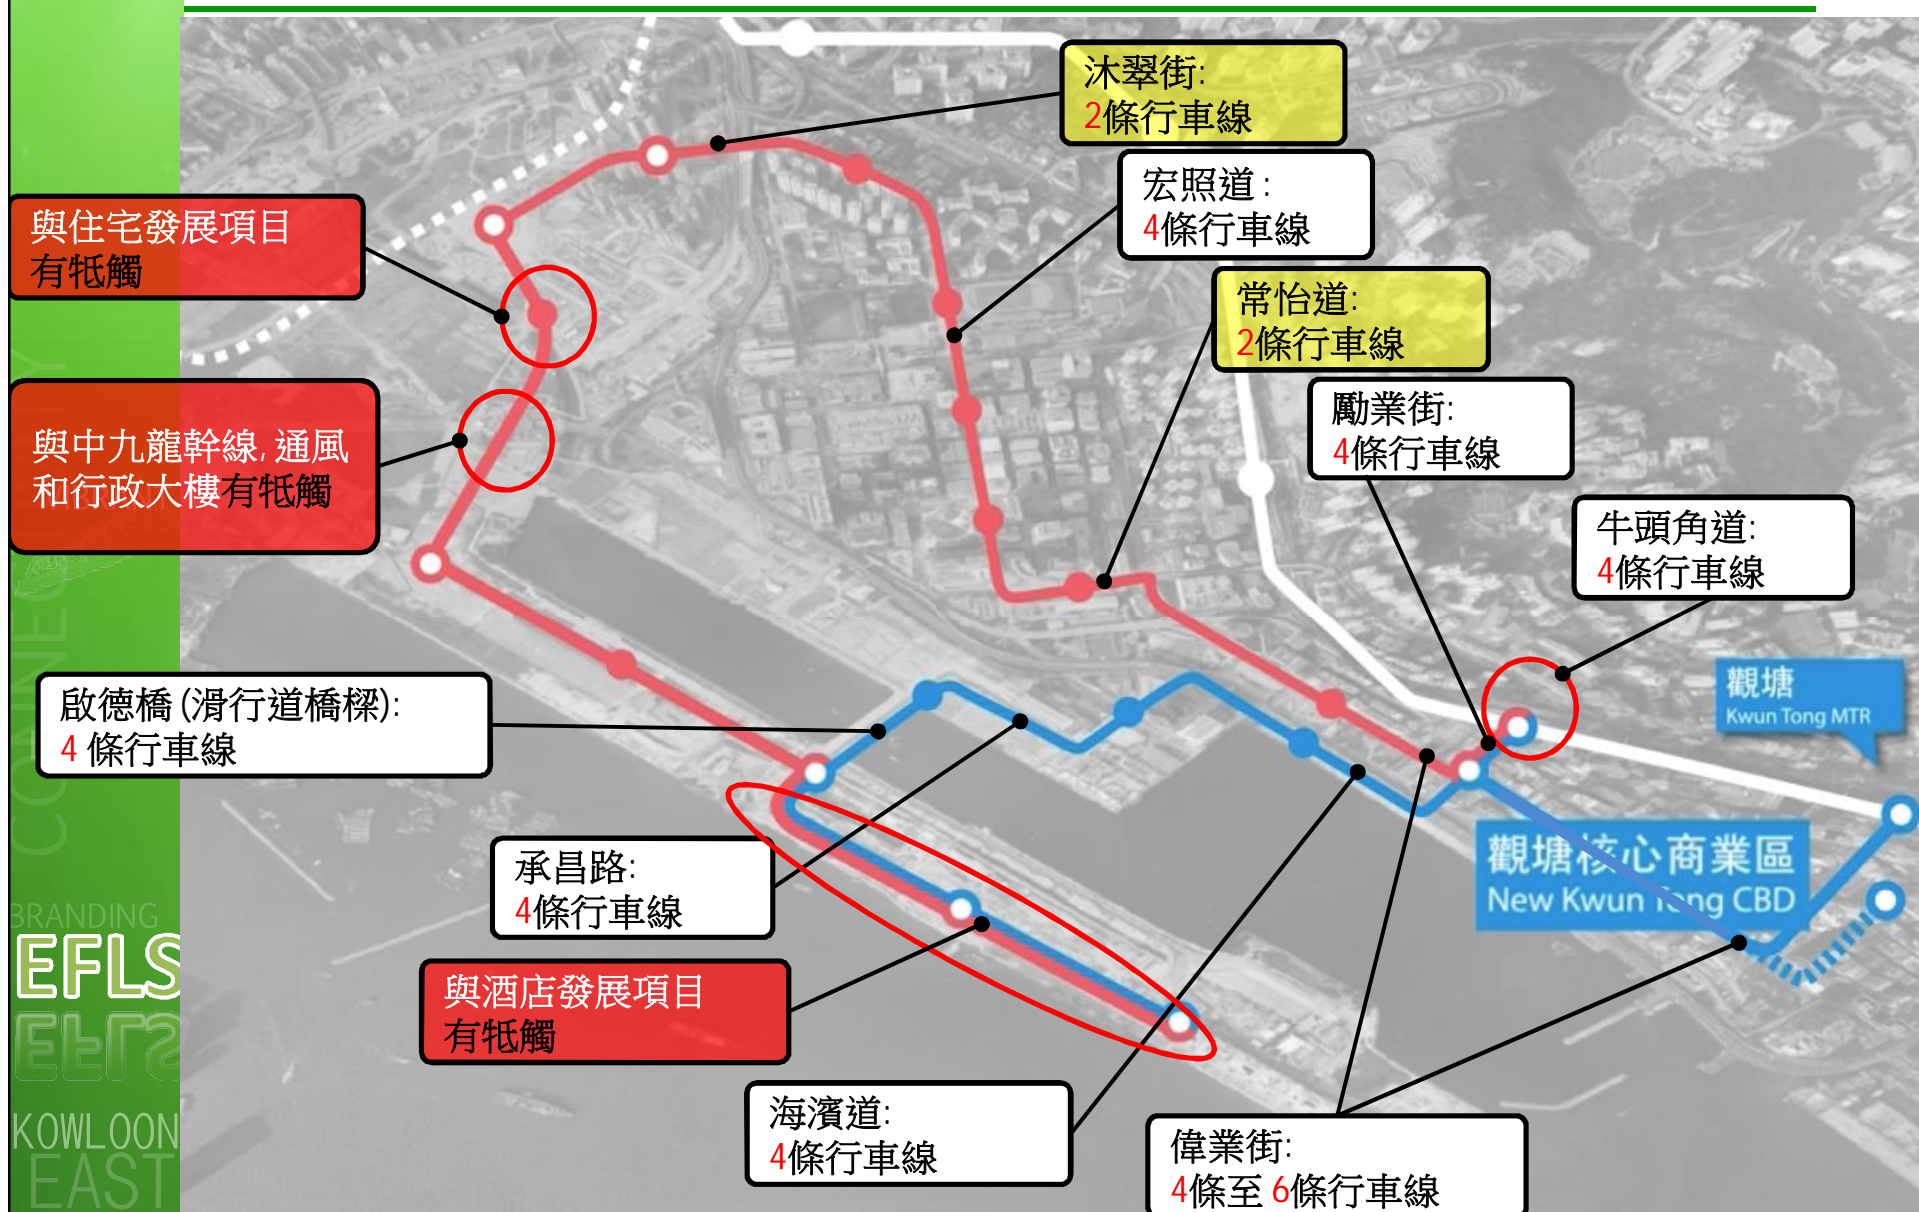 沐翠街:
2條行車線
宏照道:
4條行車線
與住宅發展項目
有牴觸
常怡道:
2條行車線
勵業街:
4條行車線
與中九龍幹線, 通風
和行政大樓有牴觸
牛頭角道:
4條行車線
觀塘
Kwun Tong MTR
啟德橋 (滑行道橋樑):
4 條行車線
觀塘核心商業區
New Kwun Tong CBD
承昌路:
4條行車線
與酒店發展項目
有牴觸
海濱道:
4條行車線
偉業街:
4條至 6條行車線
CONNECTIVITY
BRANDING
EFLS
KOWLOON
EAST